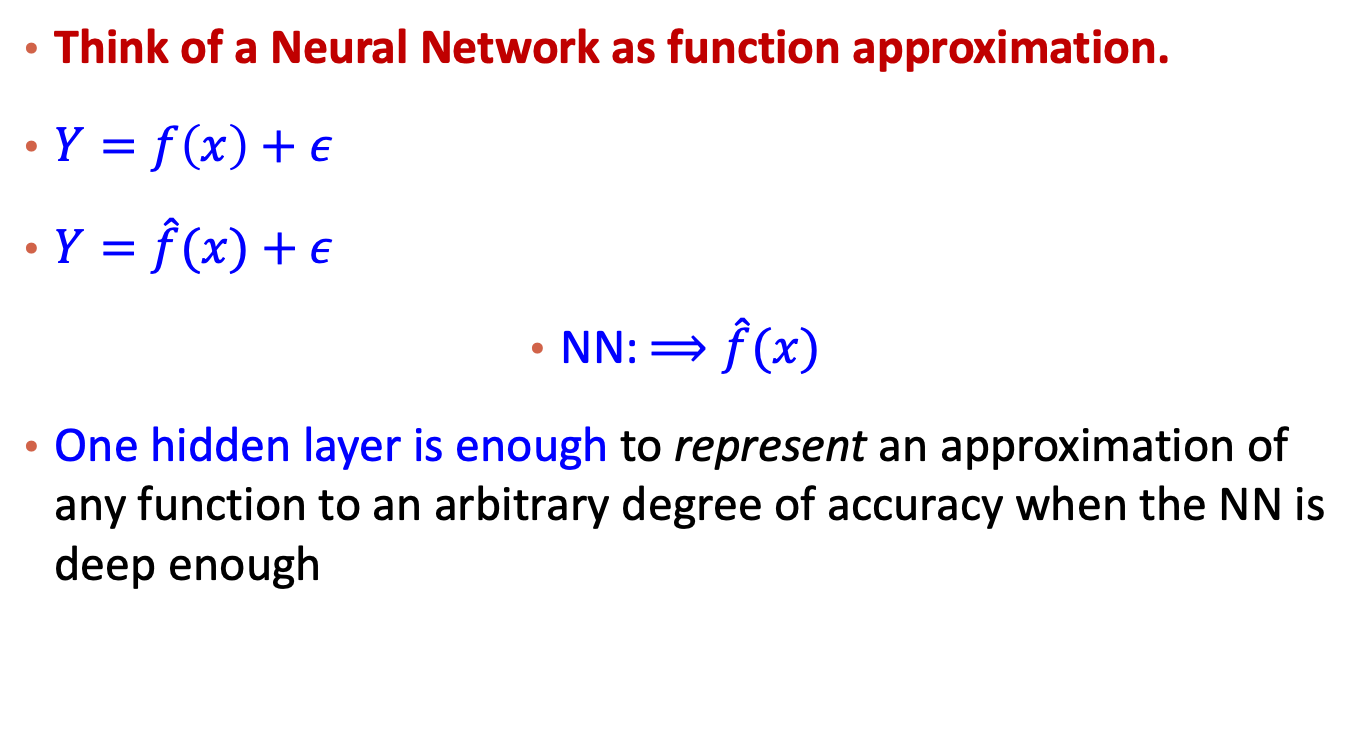 • Think of a Neural Network as function approximation.
• Y = f(x) + ϵ
• Y = f̂(x) + ϵ
• NN: ⟹ f̂(x)
• One hidden layer is enough to represent an approximation of
any function to an arbitrary degree of accuracy when the NN is
deep enough